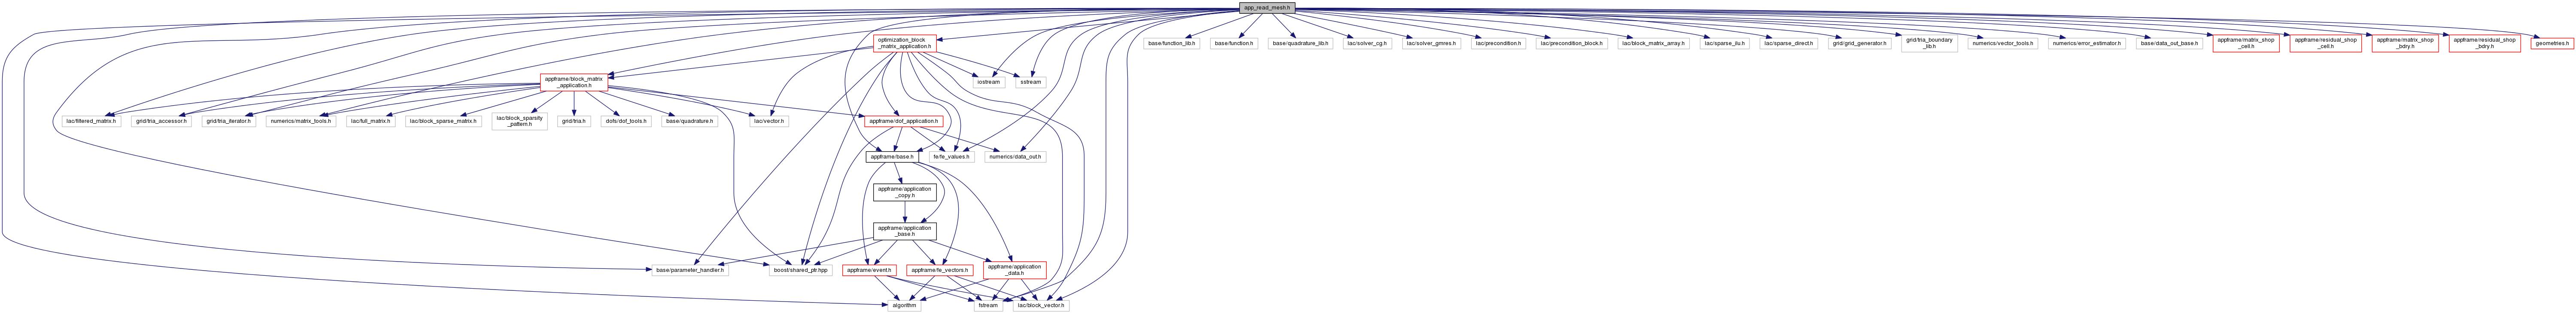 app_read_mesh.h
optimization_block
_matrix_application.h
base/function_lib.h
base/function.h
base/quadrature_lib.h
lac/solver_cg.h
lac/solver_gmres.h
lac/precondition.h
lac/precondition_block.h
lac/block_matrix_array.h
lac/sparse_ilu.h
lac/sparse_direct.h
grid/grid_generator.h
grid/tria_boundary
_lib.h
numerics/vector_tools.h
numerics/error_estimator.h
base/data_out_base.h
appframe/matrix_shop
_cell.h
appframe/residual_shop
_cell.h
appframe/matrix_shop
_bdry.h
appframe/residual_shop
_bdry.h
geometries.h
appframe/block_matrix
_application.h
iostream
sstream
lac/filtered_matrix.h
grid/tria_accessor.h
grid/tria_iterator.h
numerics/matrix_tools.h
lac/full_matrix.h
lac/block_sparse_matrix.h
lac/block_sparsity
_pattern.h
grid/tria.h
dofs/dof_tools.h
base/quadrature.h
lac/vector.h
appframe/dof_application.h
appframe/base.h
fe/fe_values.h
numerics/data_out.h
appframe/application
_copy.h
appframe/application
_base.h
base/parameter_handler.h
boost/shared_ptr.hpp
appframe/event.h
appframe/fe_vectors.h
appframe/application
_data.h
algorithm
fstream
lac/block_vector.h